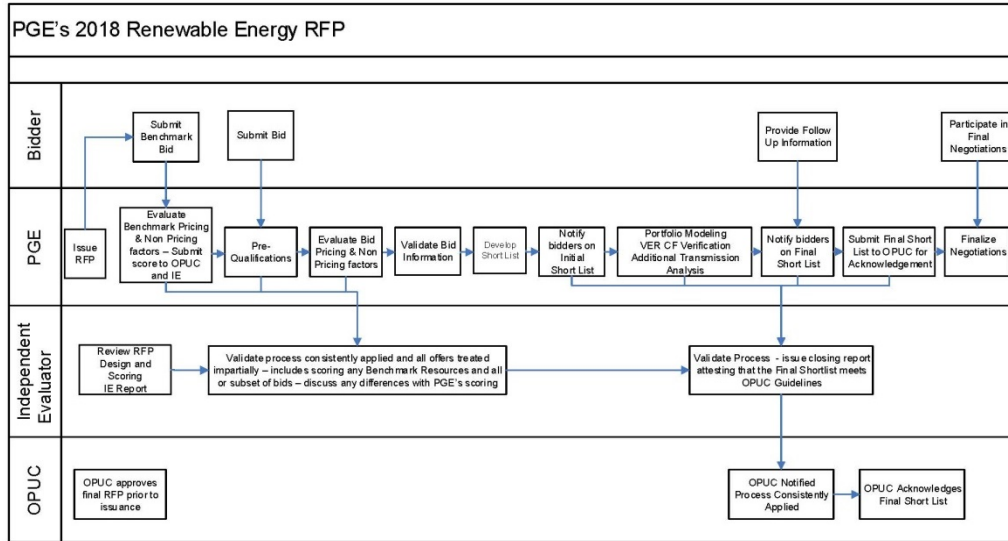 PGE's 2018 Renewable Energy RFP
Bidder
Submit
Benchmark
Bid
Submit Bid
Provide Follow
Up Information
Participate in
Final
Negotiations
PGE
Issue
RFP
Evaluate
Benchmark Pricing
& Non Pricing
factors – Submit
score to OPUC
and IE
Pre-
Qualifications
Evaluate Bid
Pricing & Non
Pricing factors
Validate Bid
Information
Develop
Short List
Notify
bidders on
Initial
Short List
Portfolio Modeling
VER CF Verification
Additional Transmission
Analysis
Notify bidders
on Final
Short List
Submit Final Short
List to OPUC for
Acknowledgement
Finalize
Negotiations
Independent
Evaluator
Review RFP
Design and
Scoring
IE Report
Validate process consistently applied and all offers treated
impartially – includes scoring any Benchmark Resources and all
or subset of bids – discuss any differences with PGE's scoring
Validate Process - issue closing report
attesting that the Final Shortlist meets
OPUC Guidelines
OPUC
OPUC approves
final RFP prior to
issuance
OPUC Notified
Process Consistently
Applied
OPUC Acknowledges
Final Short List